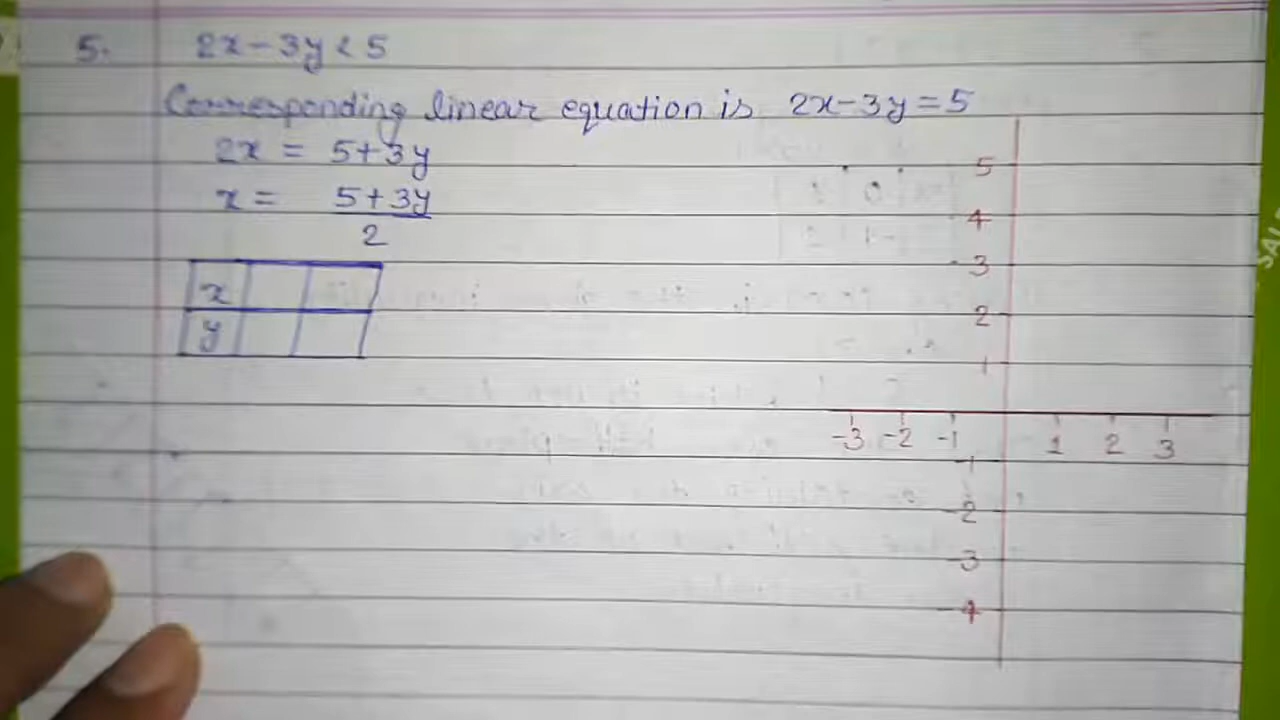 5. 2x - 3y < 5
Corresponding linear equation is 2x - 3y = 5
2x = 5 + 3y
x = 5 + 3y
2
x
y
5
4
3
2
1
-3 -2 -1 1 2 3
-1
-2
-3
-4